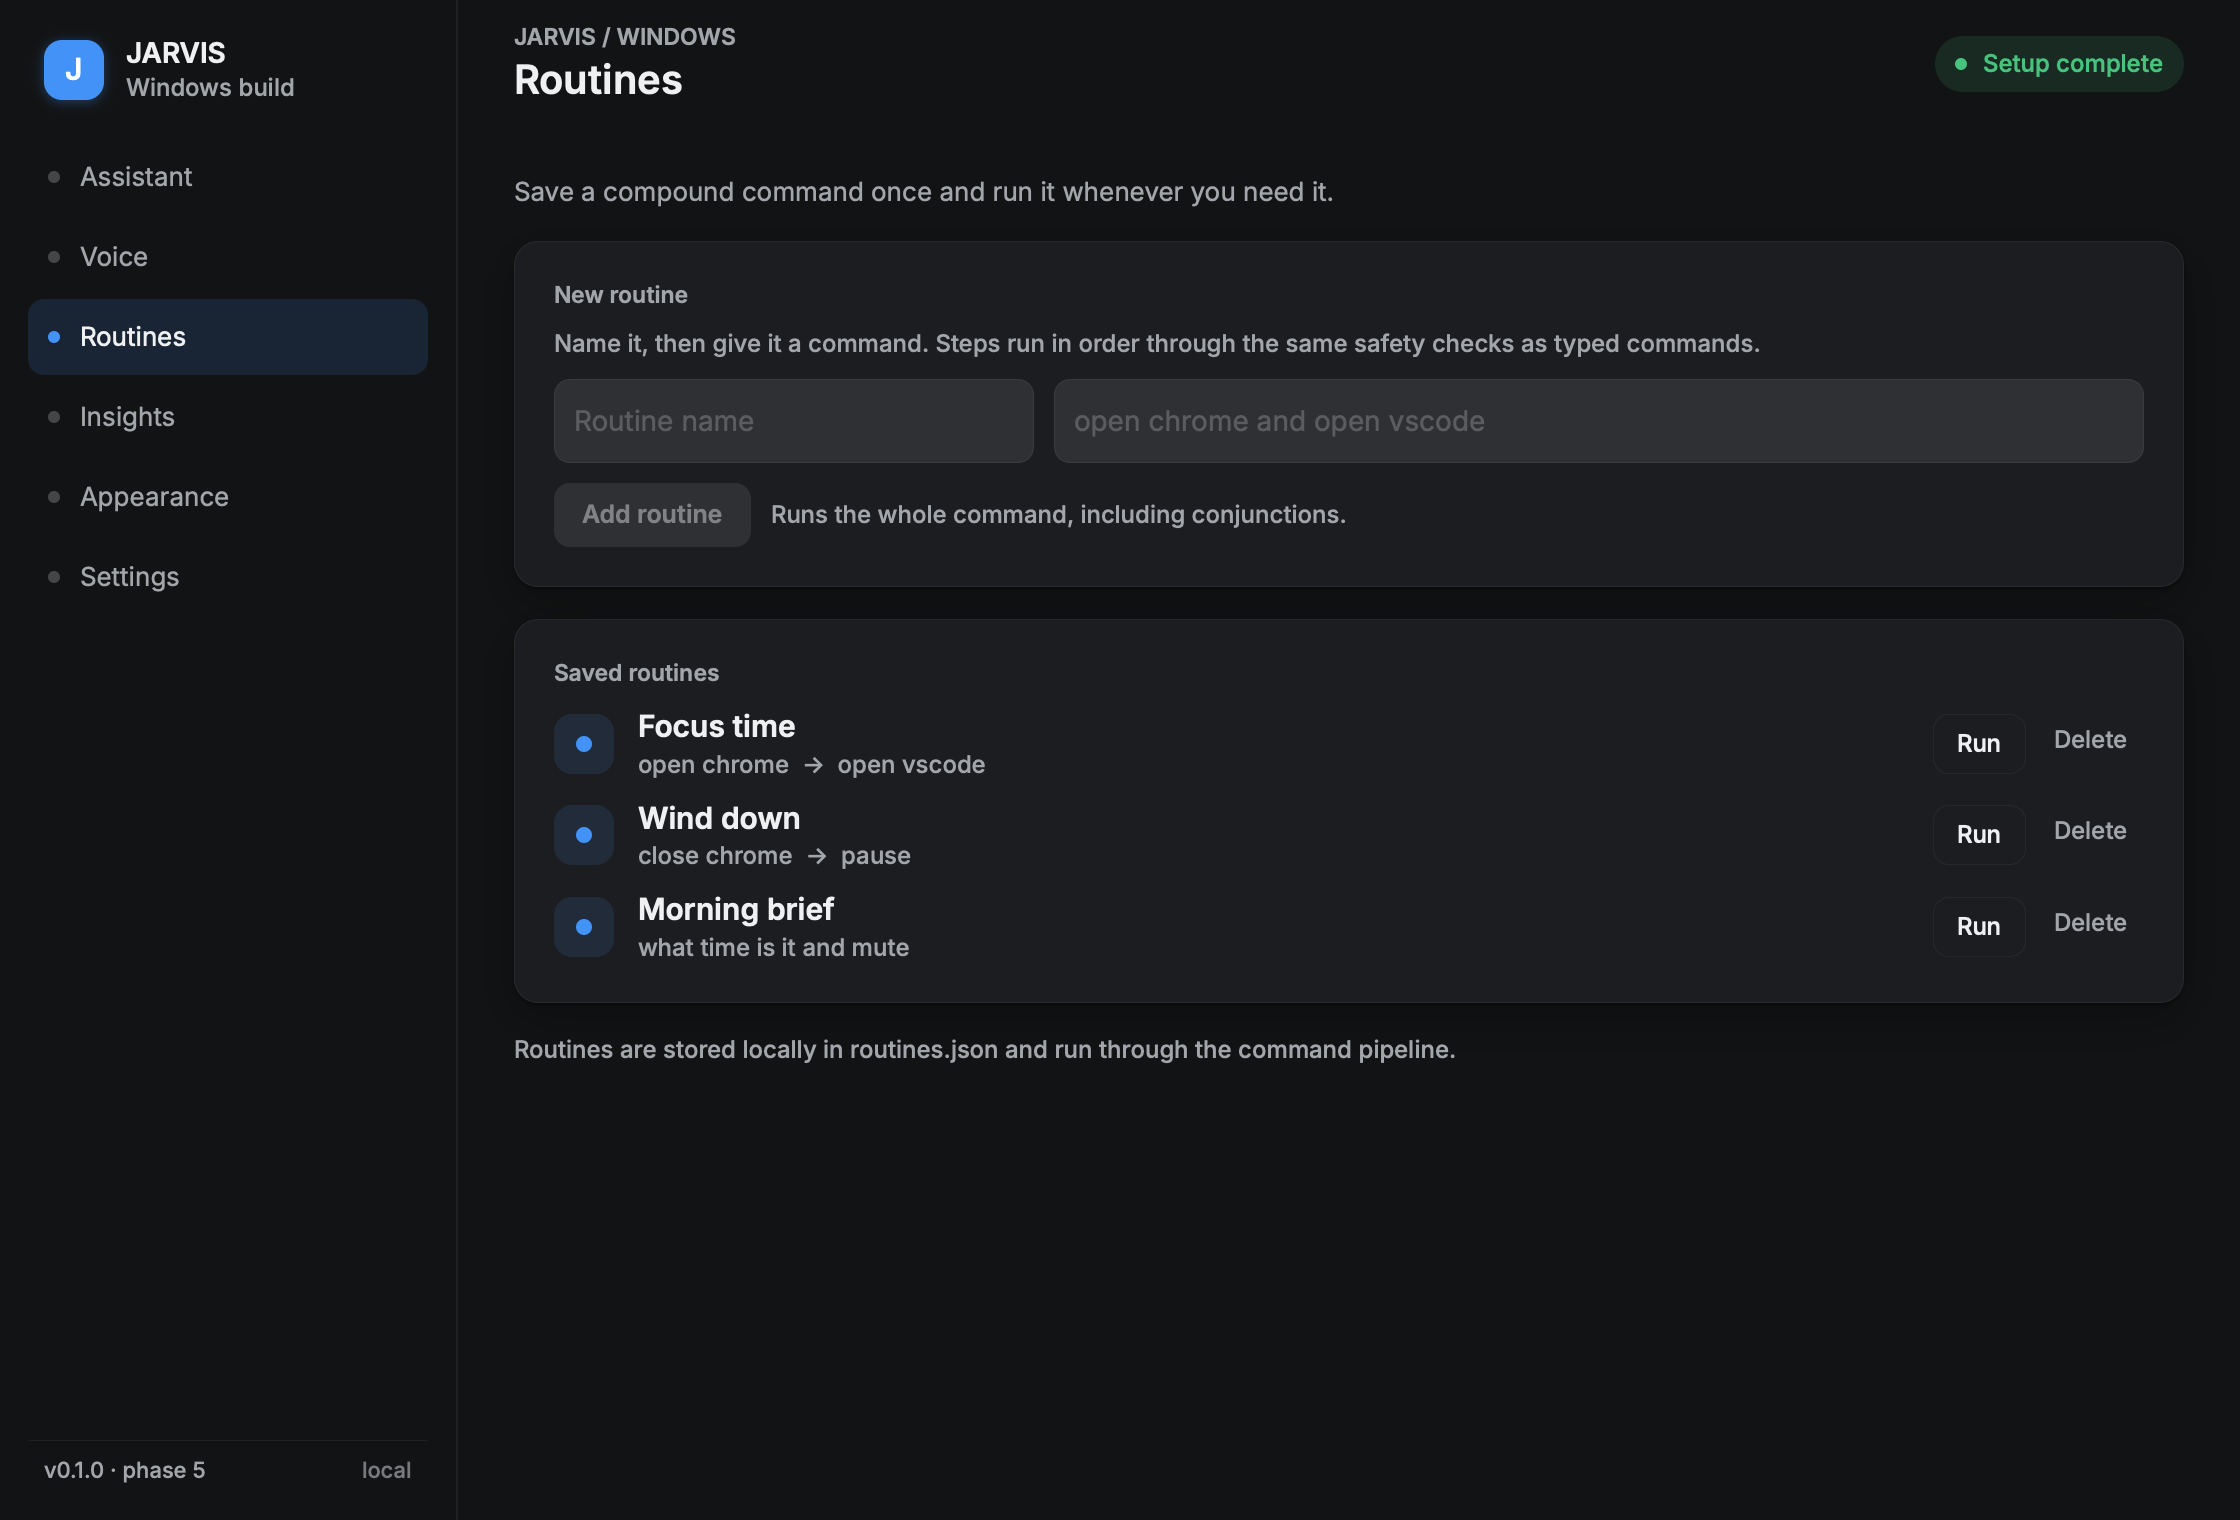 J
JARVIS
Windows build
Assistant
Voice
Routines
Insights
Appearance
Settings
v0.1.0 · phase 5
local
JARVIS / WINDOWS
Routines
Setup complete
Save a compound command once and run it whenever you need it.
New routine
Name it, then give it a command. Steps run in order through the same safety checks as typed commands.
Routine name
open chrome and open vscode
Add routine
Runs the whole command, including conjunctions.
Saved routines
Focus time
open chrome → open vscode
Run
Delete
Wind down
close chrome → pause
Run
Delete
Morning brief
what time is it and mute
Run
Delete
Routines are stored locally in routines.json and run through the command pipeline.